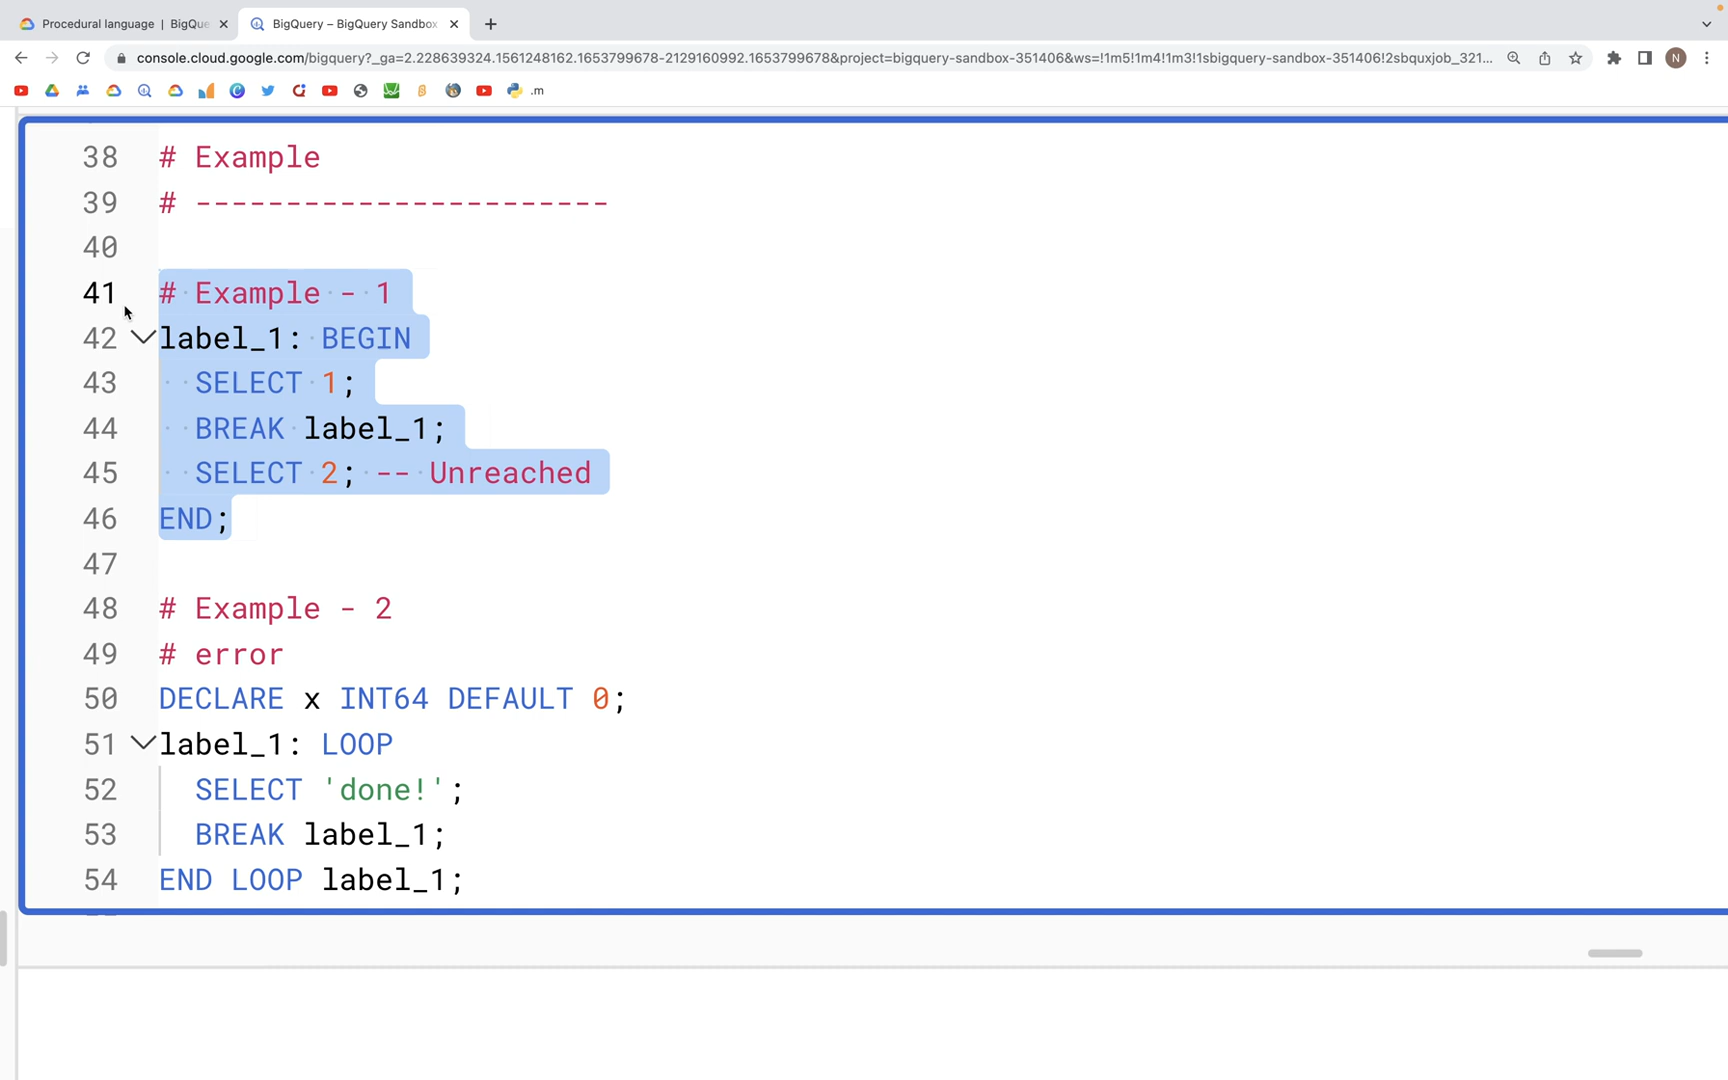 Procedural language | BigQue
BigQuery – BigQuery Sandbox
console.cloud.google.com/bigquery?_ga=2.228639324.1561248162.1653799678-2129160992.1653799678&project=bigquery-sandbox-351406&ws=!1m5!1m4!1m3!1sbigquery-sandbox-351406!2sbquxjob_321...
N
.m
38 # Example
39 # -----------------------
40
41 # Example - 1
42 label_1: BEGIN
43 SELECT 1;
44 BREAK label_1;
45 SELECT 2; -- Unreached
46 END;
47
48 # Example - 2
49 # error
50 DECLARE x INT64 DEFAULT 0;
51 label_1: LOOP
52 SELECT 'done!';
53 BREAK label_1;
54 END LOOP label_1;